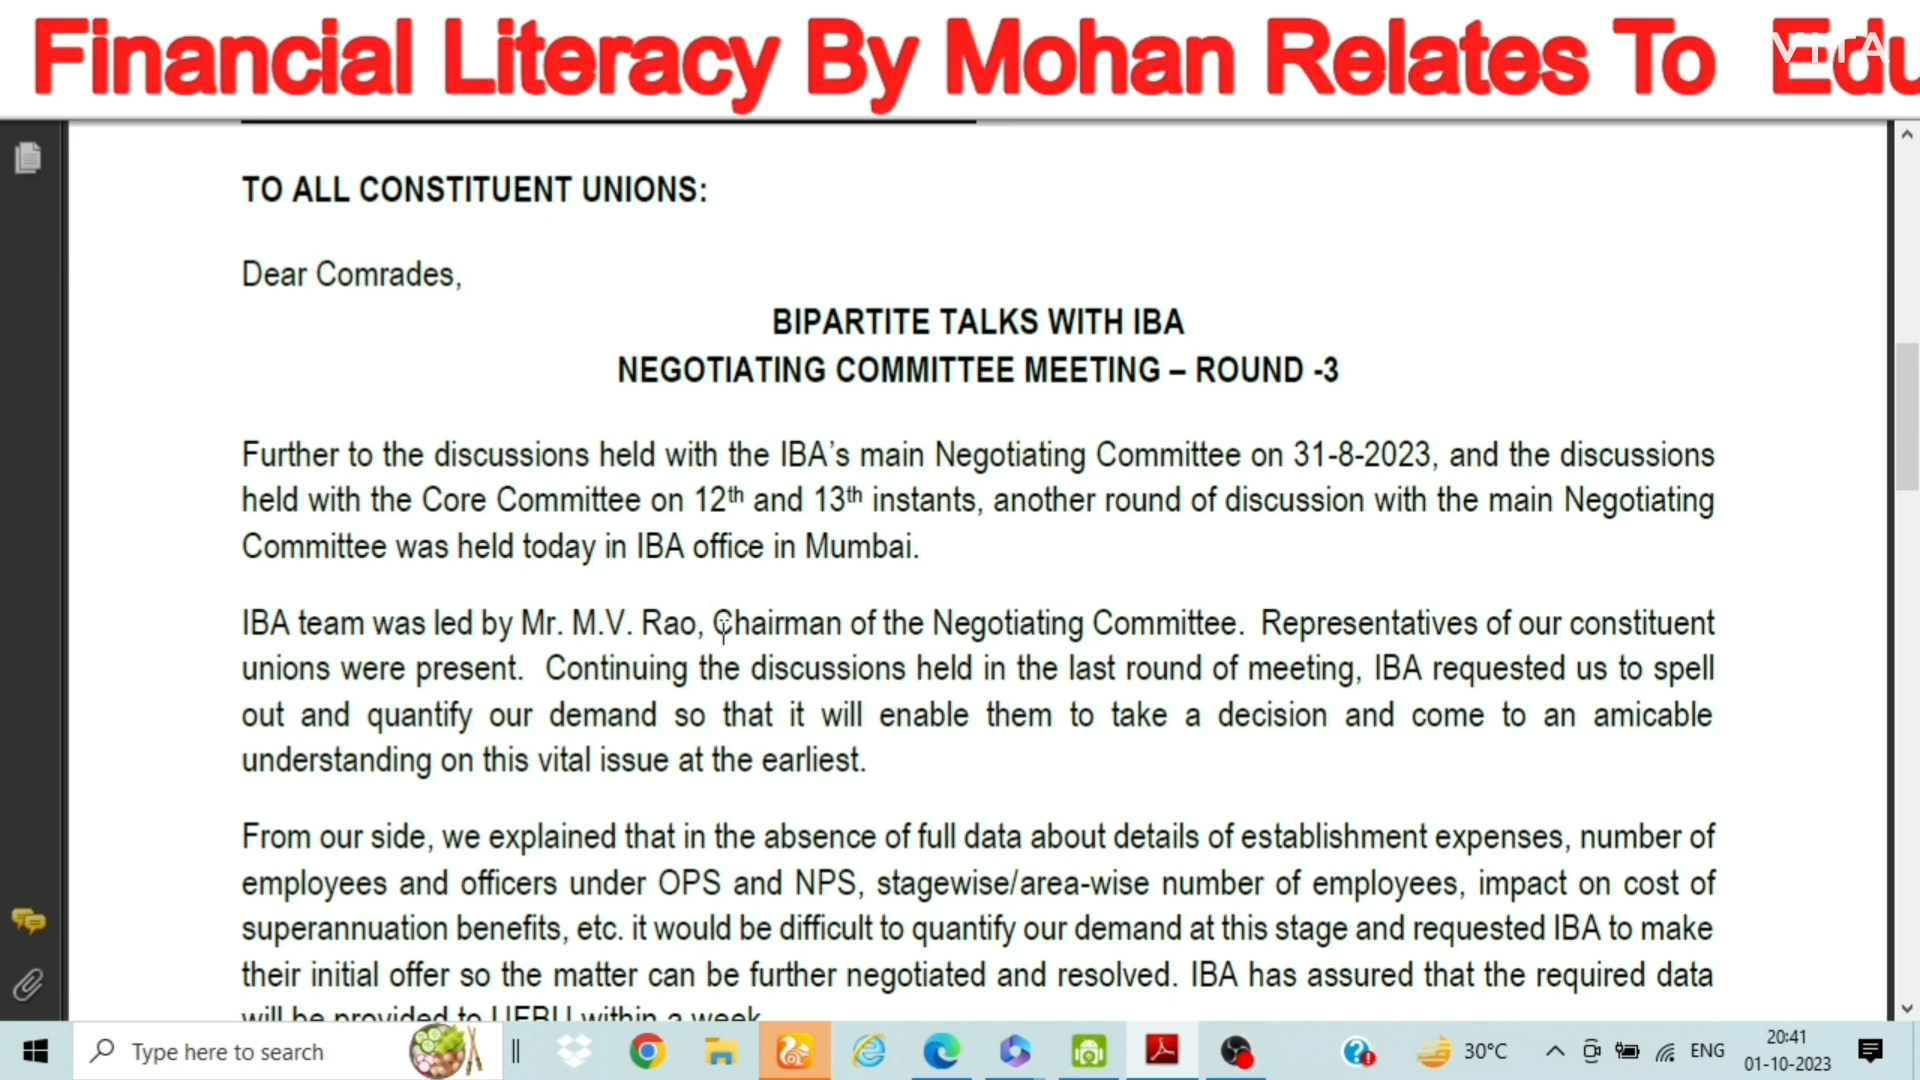 Financial Literacy By Mohan Relates To Edu
VITA
TO ALL CONSTITUENT UNIONS:
Dear Comrades,
BIPARTITE TALKS WITH IBA
NEGOTIATING COMMITTEE MEETING – ROUND -3
Further to the discussions held with the IBA's main Negotiating Committee on 31-8-2023, and the discussions
held with the Core Committee on 12th and 13th instants, another round of discussion with the main Negotiating
Committee was held today in IBA office in Mumbai.
IBA team was led by Mr. M.V. Rao, Chairman of the Negotiating Committee. Representatives of our constituent
unions were present. Continuing the discussions held in the last round of meeting, IBA requested us to spell
out and quantify our demand so that it will enable them to take a decision and come to an amicable
understanding on this vital issue at the earliest.
From our side, we explained that in the absence of full data about details of establishment expenses, number of
employees and officers under OPS and NPS, stagewise/area-wise number of employees, impact on cost of
superannuation benefits, etc. it would be difficult to quantify our demand at this stage and requested IBA to make
their initial offer so the matter can be further negotiated and resolved. IBA has assured that the required data
will be provided to UFBU within a week.
Type here to search
30°C
ENG
20:41
01-10-2023